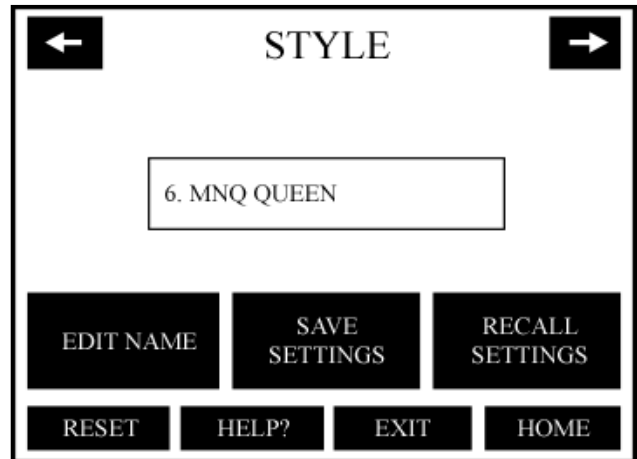 STYLE
6. MNQ QUEEN
EDIT NAME
SAVE
SETTINGS
RECALL
SETTINGS
RESET
HELP?
EXIT
HOME